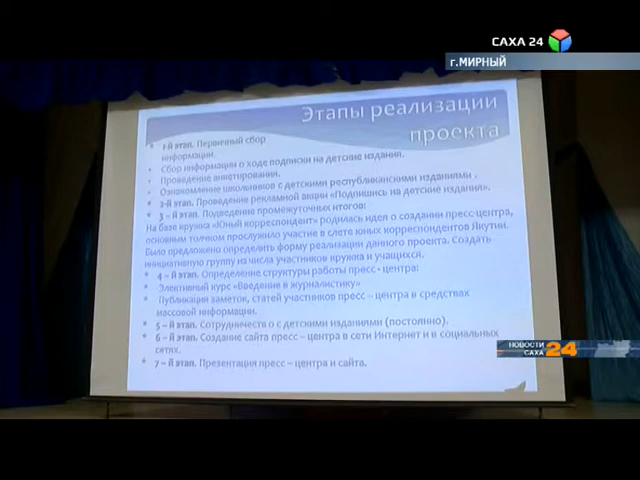 САХА 24
г.МИРНЫЙ
Этапы реализации
проекта
1-й этап. Первичный сбор
информации.
Сбор информации о ходе подписки на детские издания.
Проведение анкетирования.
Ознакомление школьников с детскими республиканскими изданиями .
2-й этап. Проведение рекламной акции «Подпишись на детские издания».
3 – й этап. Подведение промежуточных итогов:
На базе кружка «Юный корреспондент» родилась идея о создании пресс-центра,
основным толчком прослужило участие в слете юных корреспондентов Якутии.
Было предложено определить форму реализации данного проекта. Создать
инициативную группу из числа участников кружка и учащихся.
4 – й этап. Определение структуры работы пресс - центра:
Элективный курс «Введение в журналистику»
Публикация заметок, статей участников пресс – центра в средствах
массовой информации.
5 – й этап. Сотрудничество с детскими изданиями (постоянно).
6 – й этап. Создание сайта пресс – центра в сети Интернет и в социальных
сетях.
7 – й этап. Презентация пресс – центра и сайта.
НОВОСТИ
САХА 24